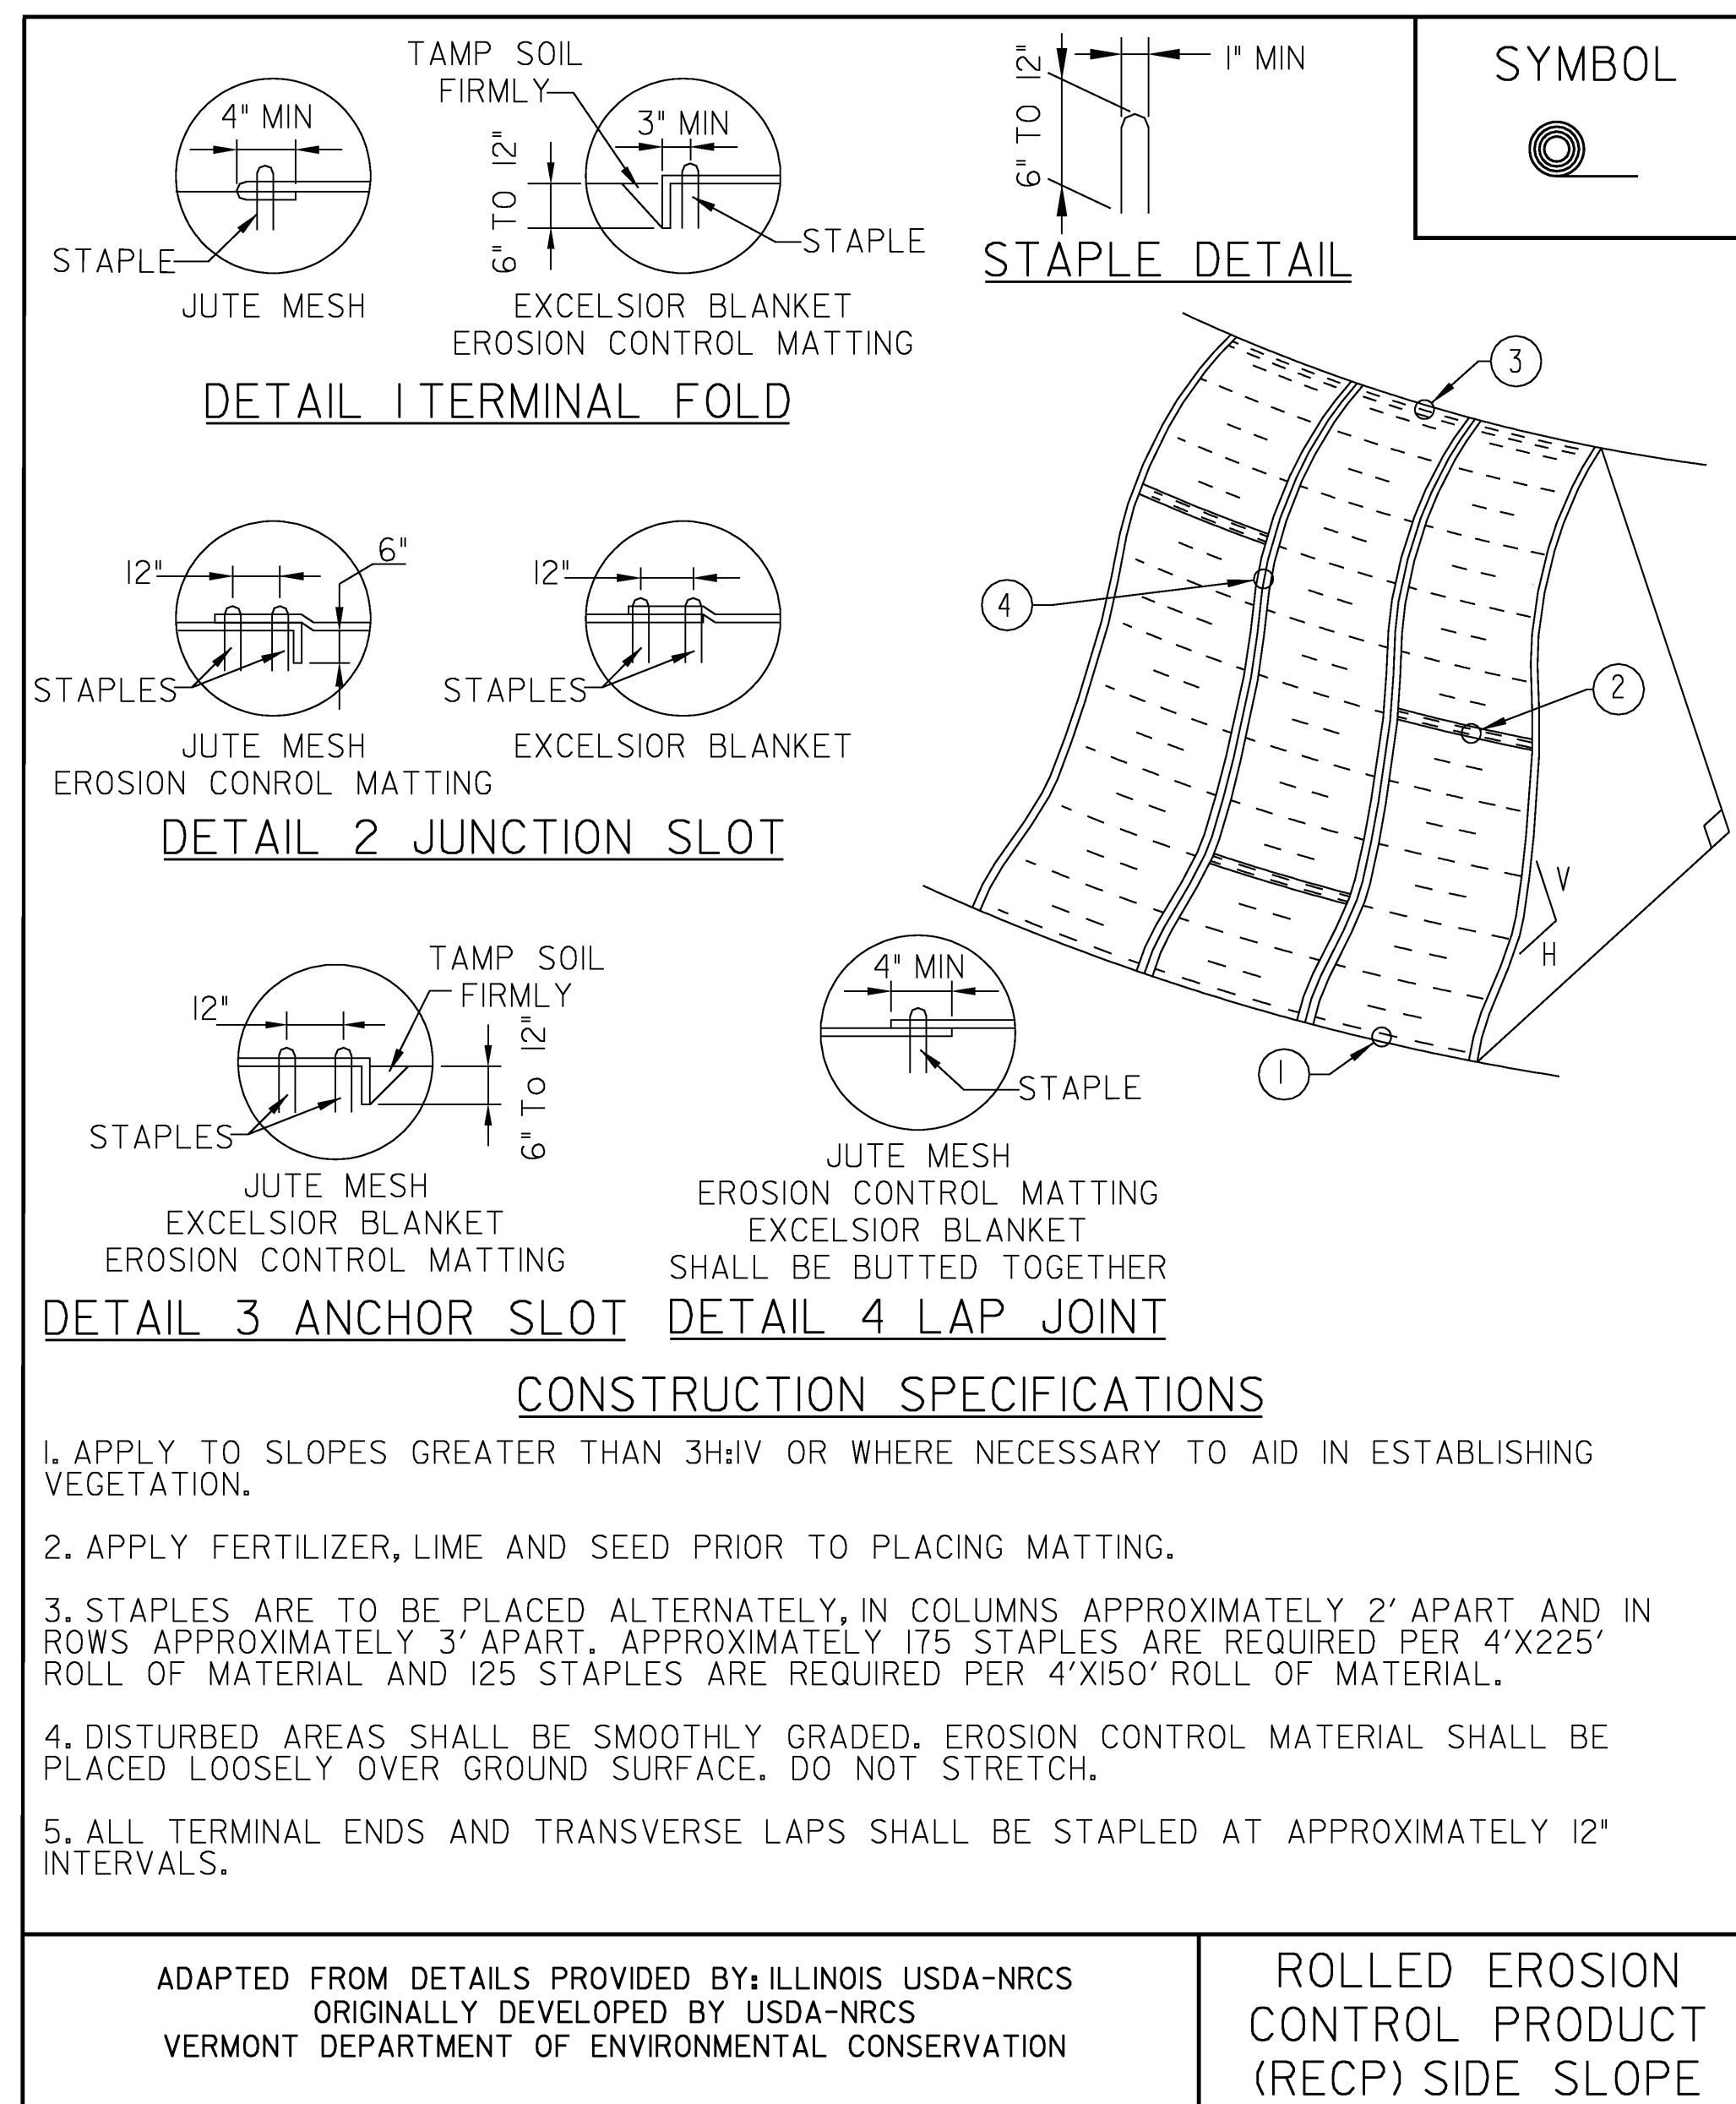 TAMP SOIL
FIRMLY
4" MIN
3" MIN
6" TO 12"
STAPLE
STAPLE
JUTE MESH
EXCELSIOR BLANKET
EROSION CONTROL MATTING
DETAIL 1 TERMINAL FOLD
6" TO 12"
1" MIN
STAPLE DETAIL
SYMBOL
12"
6"
STAPLES
JUTE MESH
EROSION CONROL MATTING
12"
STAPLES
EXCELSIOR BLANKET
DETAIL 2 JUNCTION SLOT
3
4
2
1
V
H
TAMP SOIL
FIRMLY
12"
6" TO 12"
STAPLES
JUTE MESH
EXCELSIOR BLANKET
EROSION CONTROL MATTING
DETAIL 3 ANCHOR SLOT
4" MIN
STAPLE
JUTE MESH
EROSION CONTROL MATTING
EXCELSIOR BLANKET
SHALL BE BUTTED TOGETHER
DETAIL 4 LAP JOINT
CONSTRUCTION SPECIFICATIONS
1. APPLY TO SLOPES GREATER THAN 3H:1V OR WHERE NECESSARY TO AID IN ESTABLISHING
VEGETATION.
2. APPLY FERTILIZER, LIME AND SEED PRIOR TO PLACING MATTING.
3. STAPLES ARE TO BE PLACED ALTERNATELY, IN COLUMNS APPROXIMATELY 2' APART AND IN
ROWS APPROXIMATELY 3' APART. APPROXIMATELY 175 STAPLES ARE REQUIRED PER 4'X225'
ROLL OF MATERIAL AND 125 STAPLES ARE REQUIRED PER 4'X150' ROLL OF MATERIAL.
4. DISTURBED AREAS SHALL BE SMOOTHLY GRADED. EROSION CONTROL MATERIAL SHALL BE
PLACED LOOSELY OVER GROUND SURFACE. DO NOT STRETCH.
5. ALL TERMINAL ENDS AND TRANSVERSE LAPS SHALL BE STAPLED AT APPROXIMATELY 12"
INTERVALS.
ADAPTED FROM DETAILS PROVIDED BY: ILLINOIS USDA-NRCS
ORIGINALLY DEVELOPED BY USDA-NRCS
VERMONT DEPARTMENT OF ENVIRONMENTAL CONSERVATION
ROLLED EROSION
CONTROL PRODUCT
(RECP) SIDE SLOPE